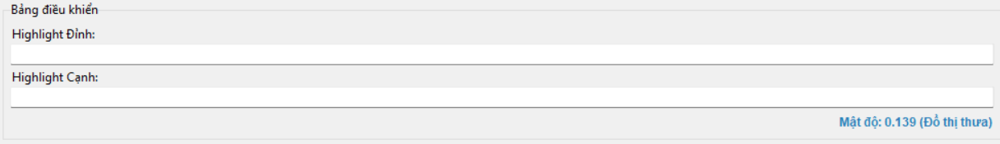 Bảng điều khiển
Highlight Đỉnh:
Highlight Cạnh:
Mật độ: 0.139 (Đồ thị thưa)